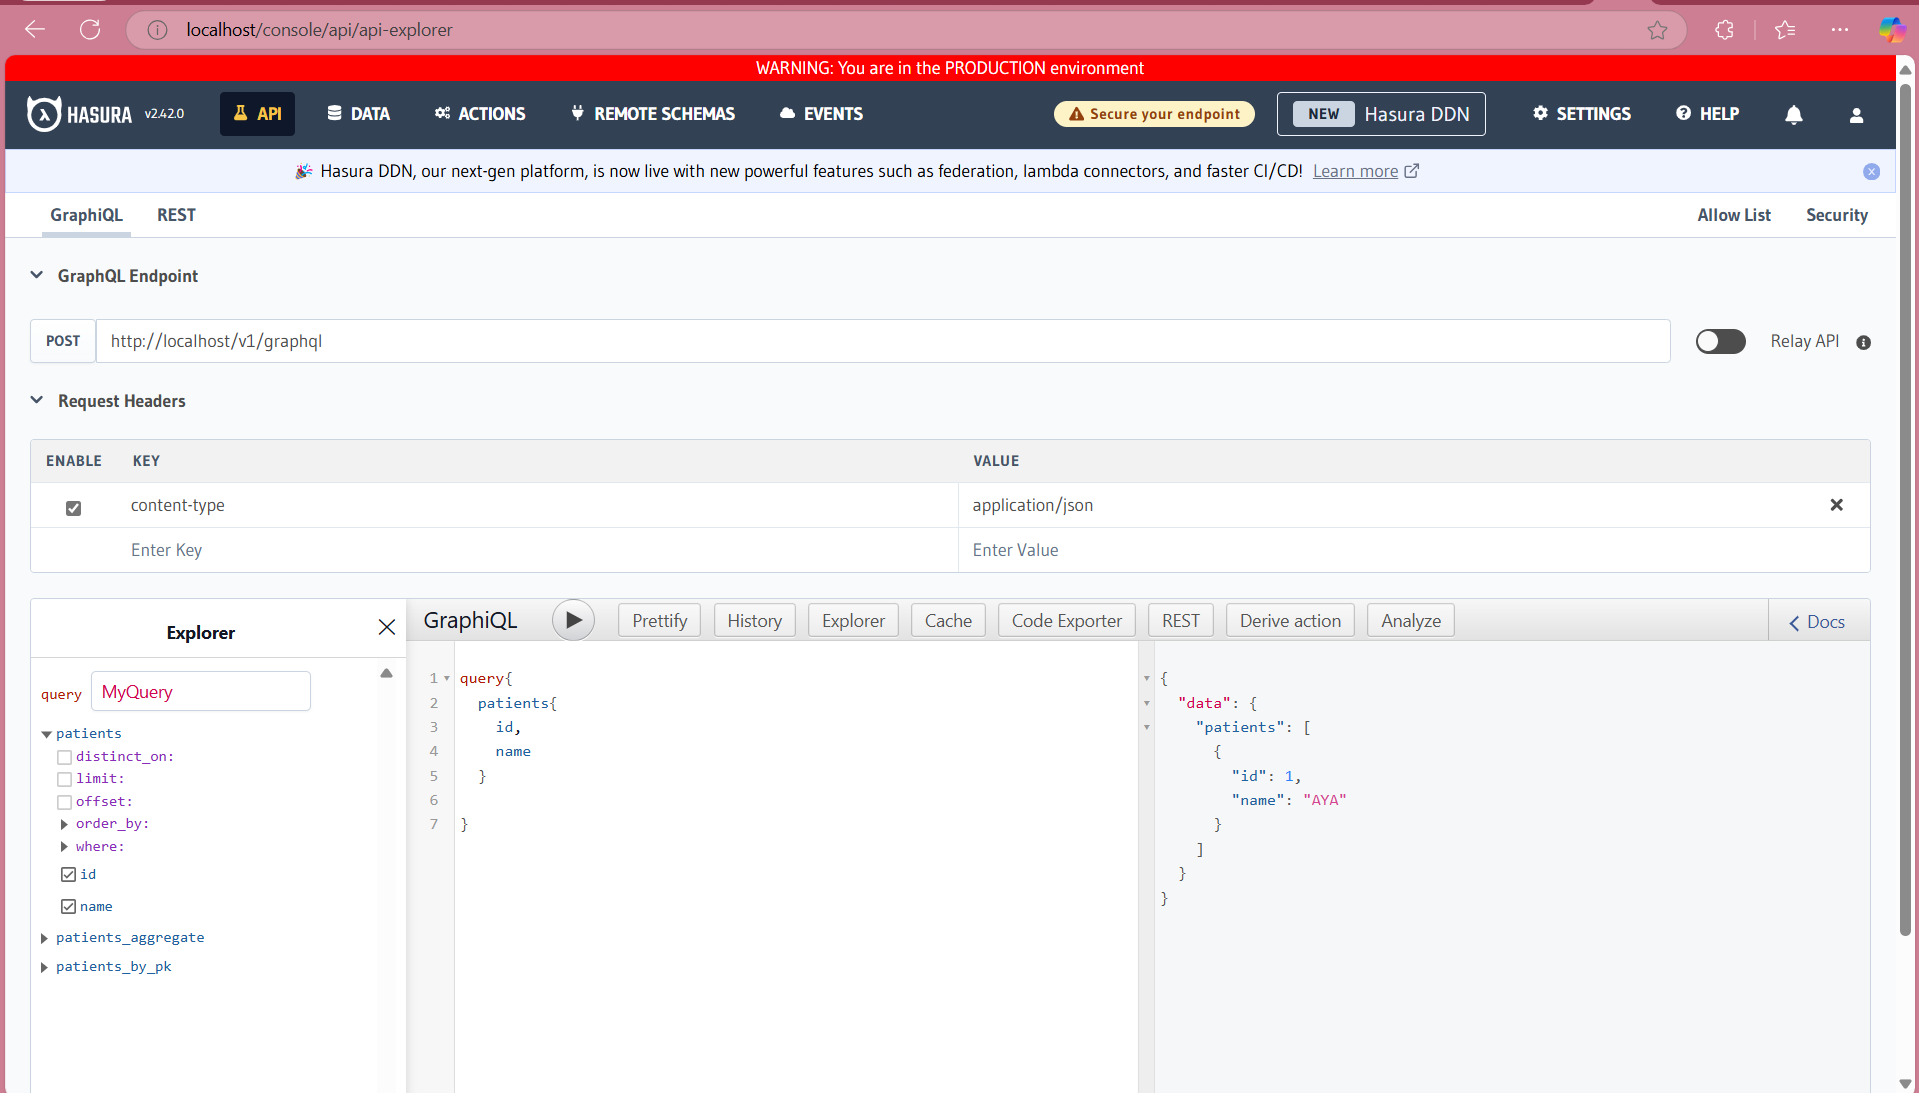 localhost/console/api/api-explorer
WARNING: You are in the PRODUCTION environment
HASURA v2.42.0 API DATA ACTIONS REMOTE SCHEMAS EVENTS Secure your endpoint NEW Hasura DDN SETTINGS HELP
🎉 Hasura DDN, our next-gen platform, is now live with new powerful features such as federation, lambda connectors, and faster CI/CD! Learn more
GraphiQL REST Allow List Security
GraphQL Endpoint
POST http://localhost/v1/graphql Relay API
Request Headers
ENABLE KEY VALUE
content-type application/json
Enter Key Enter Value
Explorer
GraphiQL Prettify History Explorer Cache Code Exporter REST Derive action Analyze Docs
query MyQuery
patients
distinct_on:
limit:
offset:
order_by:
where:
id
name
patients_aggregate
patients_by_pk
1 query{
2 patients{
3 id,
4 name
5 }
6
7 }
{
"data": {
"patients": [
{
"id": 1,
"name": "AYA"
}
]
}
}